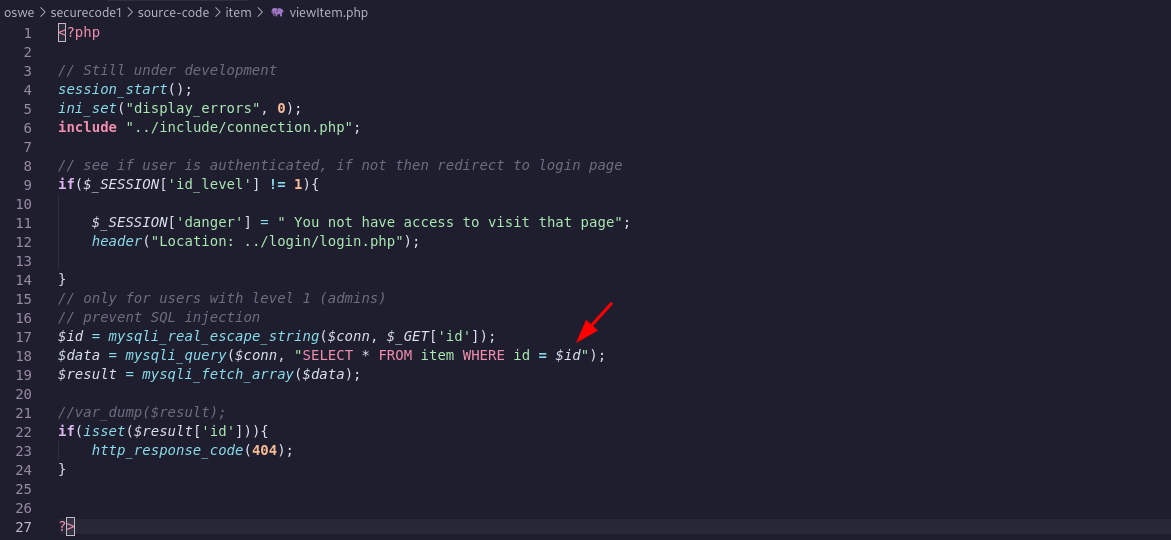 oswe > securecode1 > source-code > item > viewItem.php
1 <?php
2
3 // Still under development
4 session_start();
5 ini_set("display_errors", 0);
6 include "../include/connection.php";
7
8 // see if user is authenticated, if not then redirect to login page
9 if($_SESSION['id_level'] != 1){
10
11 $_SESSION['danger'] = " You not have access to visit that page";
12 header("Location: ../login/login.php");
13
14 }
15 // only for users with level 1 (admins)
16 // prevent SQL injection
17 $id = mysqli_real_escape_string($conn, $_GET['id']);
18 $data = mysqli_query($conn, "SELECT * FROM item WHERE id = $id");
19 $result = mysqli_fetch_array($data);
20
21 //var_dump($result);
22 if(isset($result['id'])){
23 http_response_code(404);
24 }
25
26
27 ?>